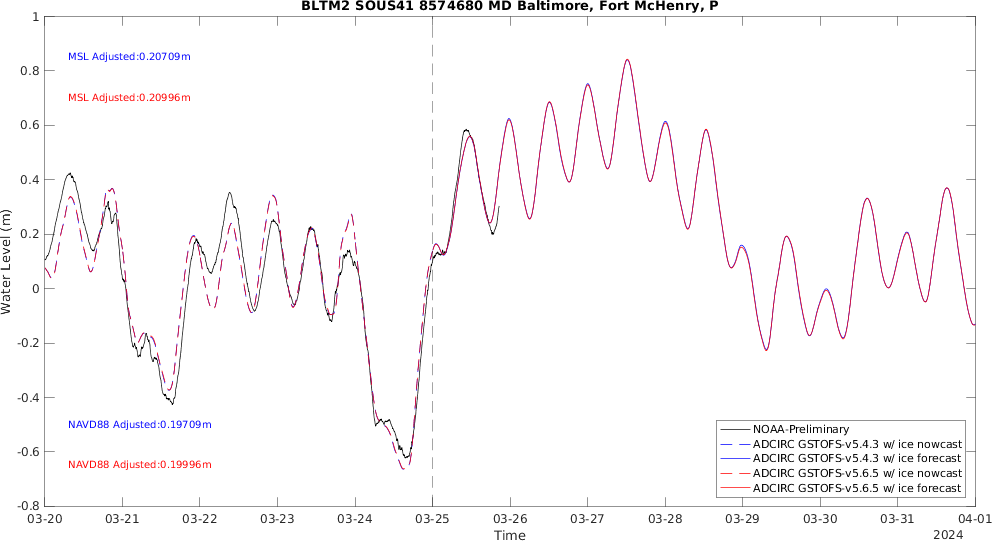 BLTM2 SOUS41 8574680 MD Baltimore, Fort McHenry, P
1
0.8
0.6
0.4
0.2
0
-0.2
-0.4
-0.6
-0.8
Water Level (m)
MSL Adjusted:0.20709m
MSL Adjusted:0.20996m
NAVD88 Adjusted:0.19709m
NAVD88 Adjusted:0.19996m
NOAA-Preliminary
ADCIRC GSTOFS-v5.4.3 w/ ice nowcast
ADCIRC GSTOFS-v5.4.3 w/ ice forecast
ADCIRC GSTOFS-v5.6.5 w/ ice nowcast
ADCIRC GSTOFS-v5.6.5 w/ ice forecast
03-20 03-21 03-22 03-23 03-24 03-25 03-26 03-27 03-28 03-29 03-30 03-31 04-01
Time
2024